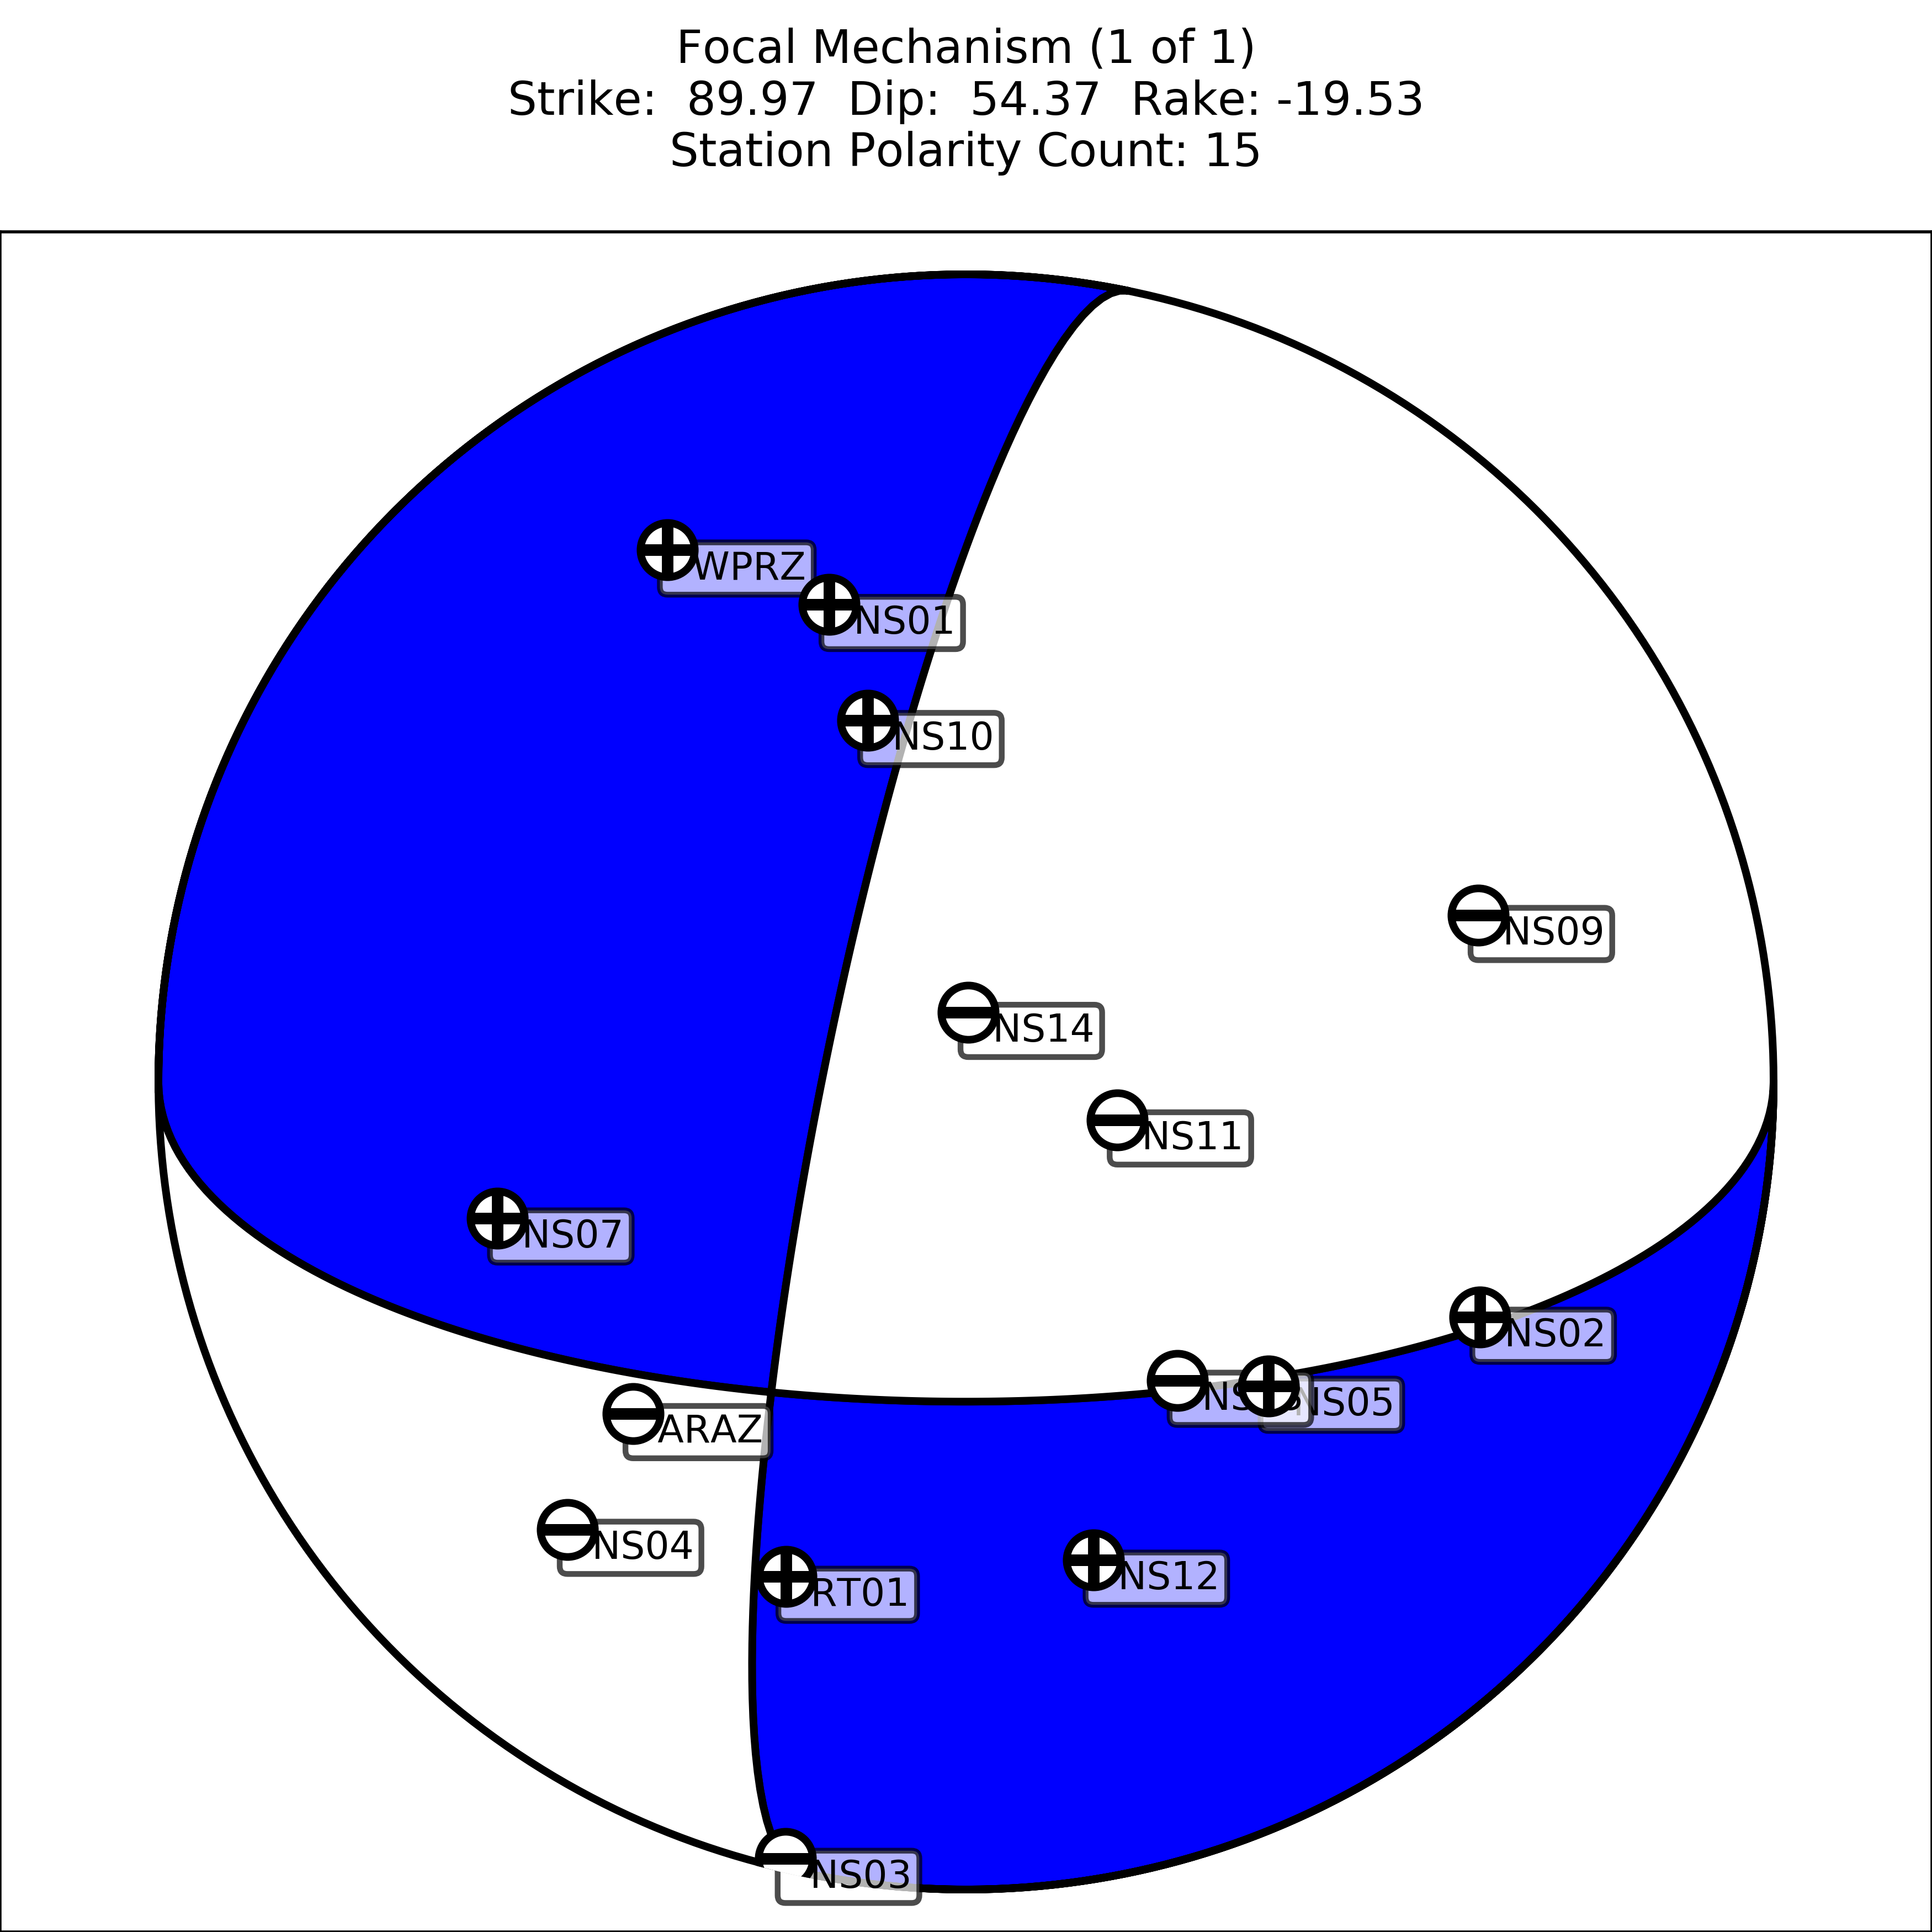 Focal Mechanism (1 of 1)
Strike:  89.97  Dip:  54.37  Rake: -19.53
Station Polarity Count: 15
WPRZ
NS01
NS10
NS09
NS14
NS11
NS07
NS02
NS05
ARAZ
NS04
RT01
NS12
NS03